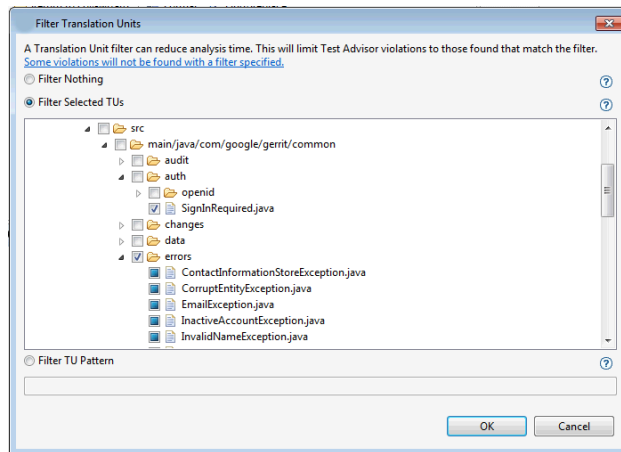 Filter Translation Units
A Translation Unit filter can reduce analysis time. This will limit Test Advisor violations to those found that match the filter.
Some violations will not be found with a filter specified.
Filter Nothing
Filter Selected TUs
src
main/java/com/google/gerrit/common
audit
auth
openid
SignInRequired.java
changes
data
errors
ContactInformationStoreException.java
CorruptEntityException.java
EmailException.java
InactiveAccountException.java
InvalidNameException.java
Filter TU Pattern
OK Cancel